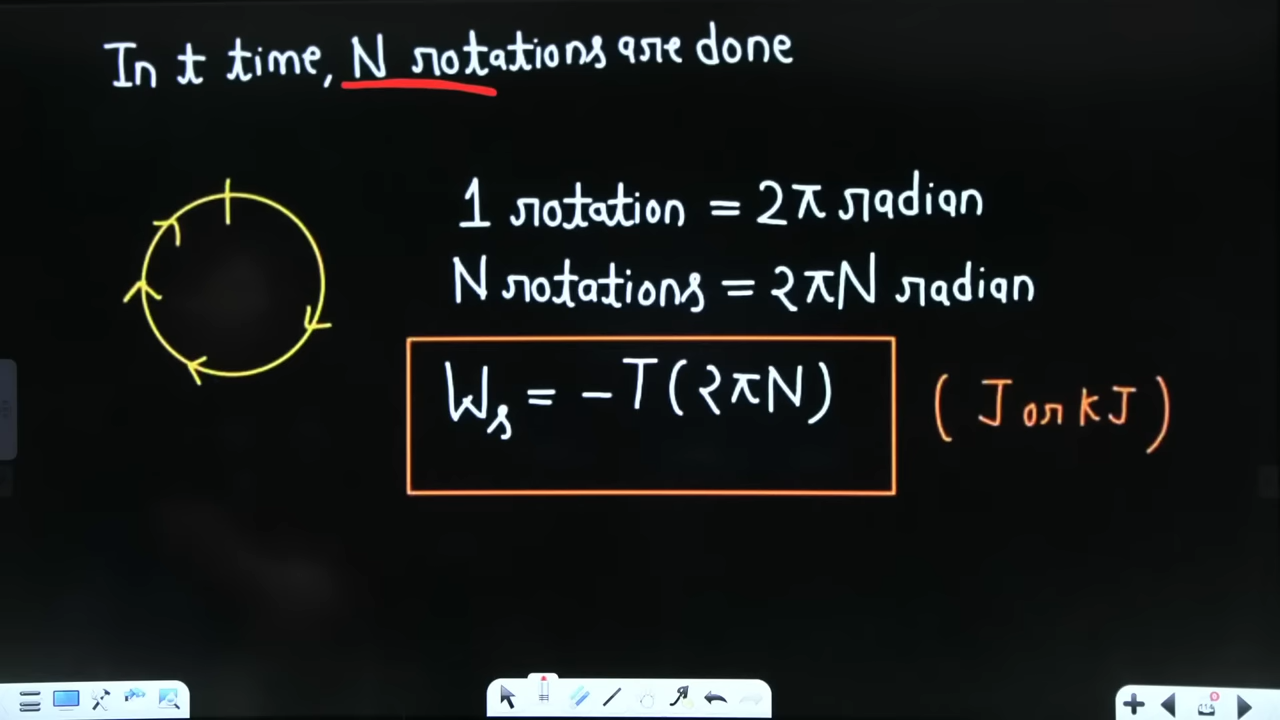 In t time, N rotations are done
1 rotation = 2π radian
N rotations = 2πN radian
Ws = -T(2πN)
(J or kJ)